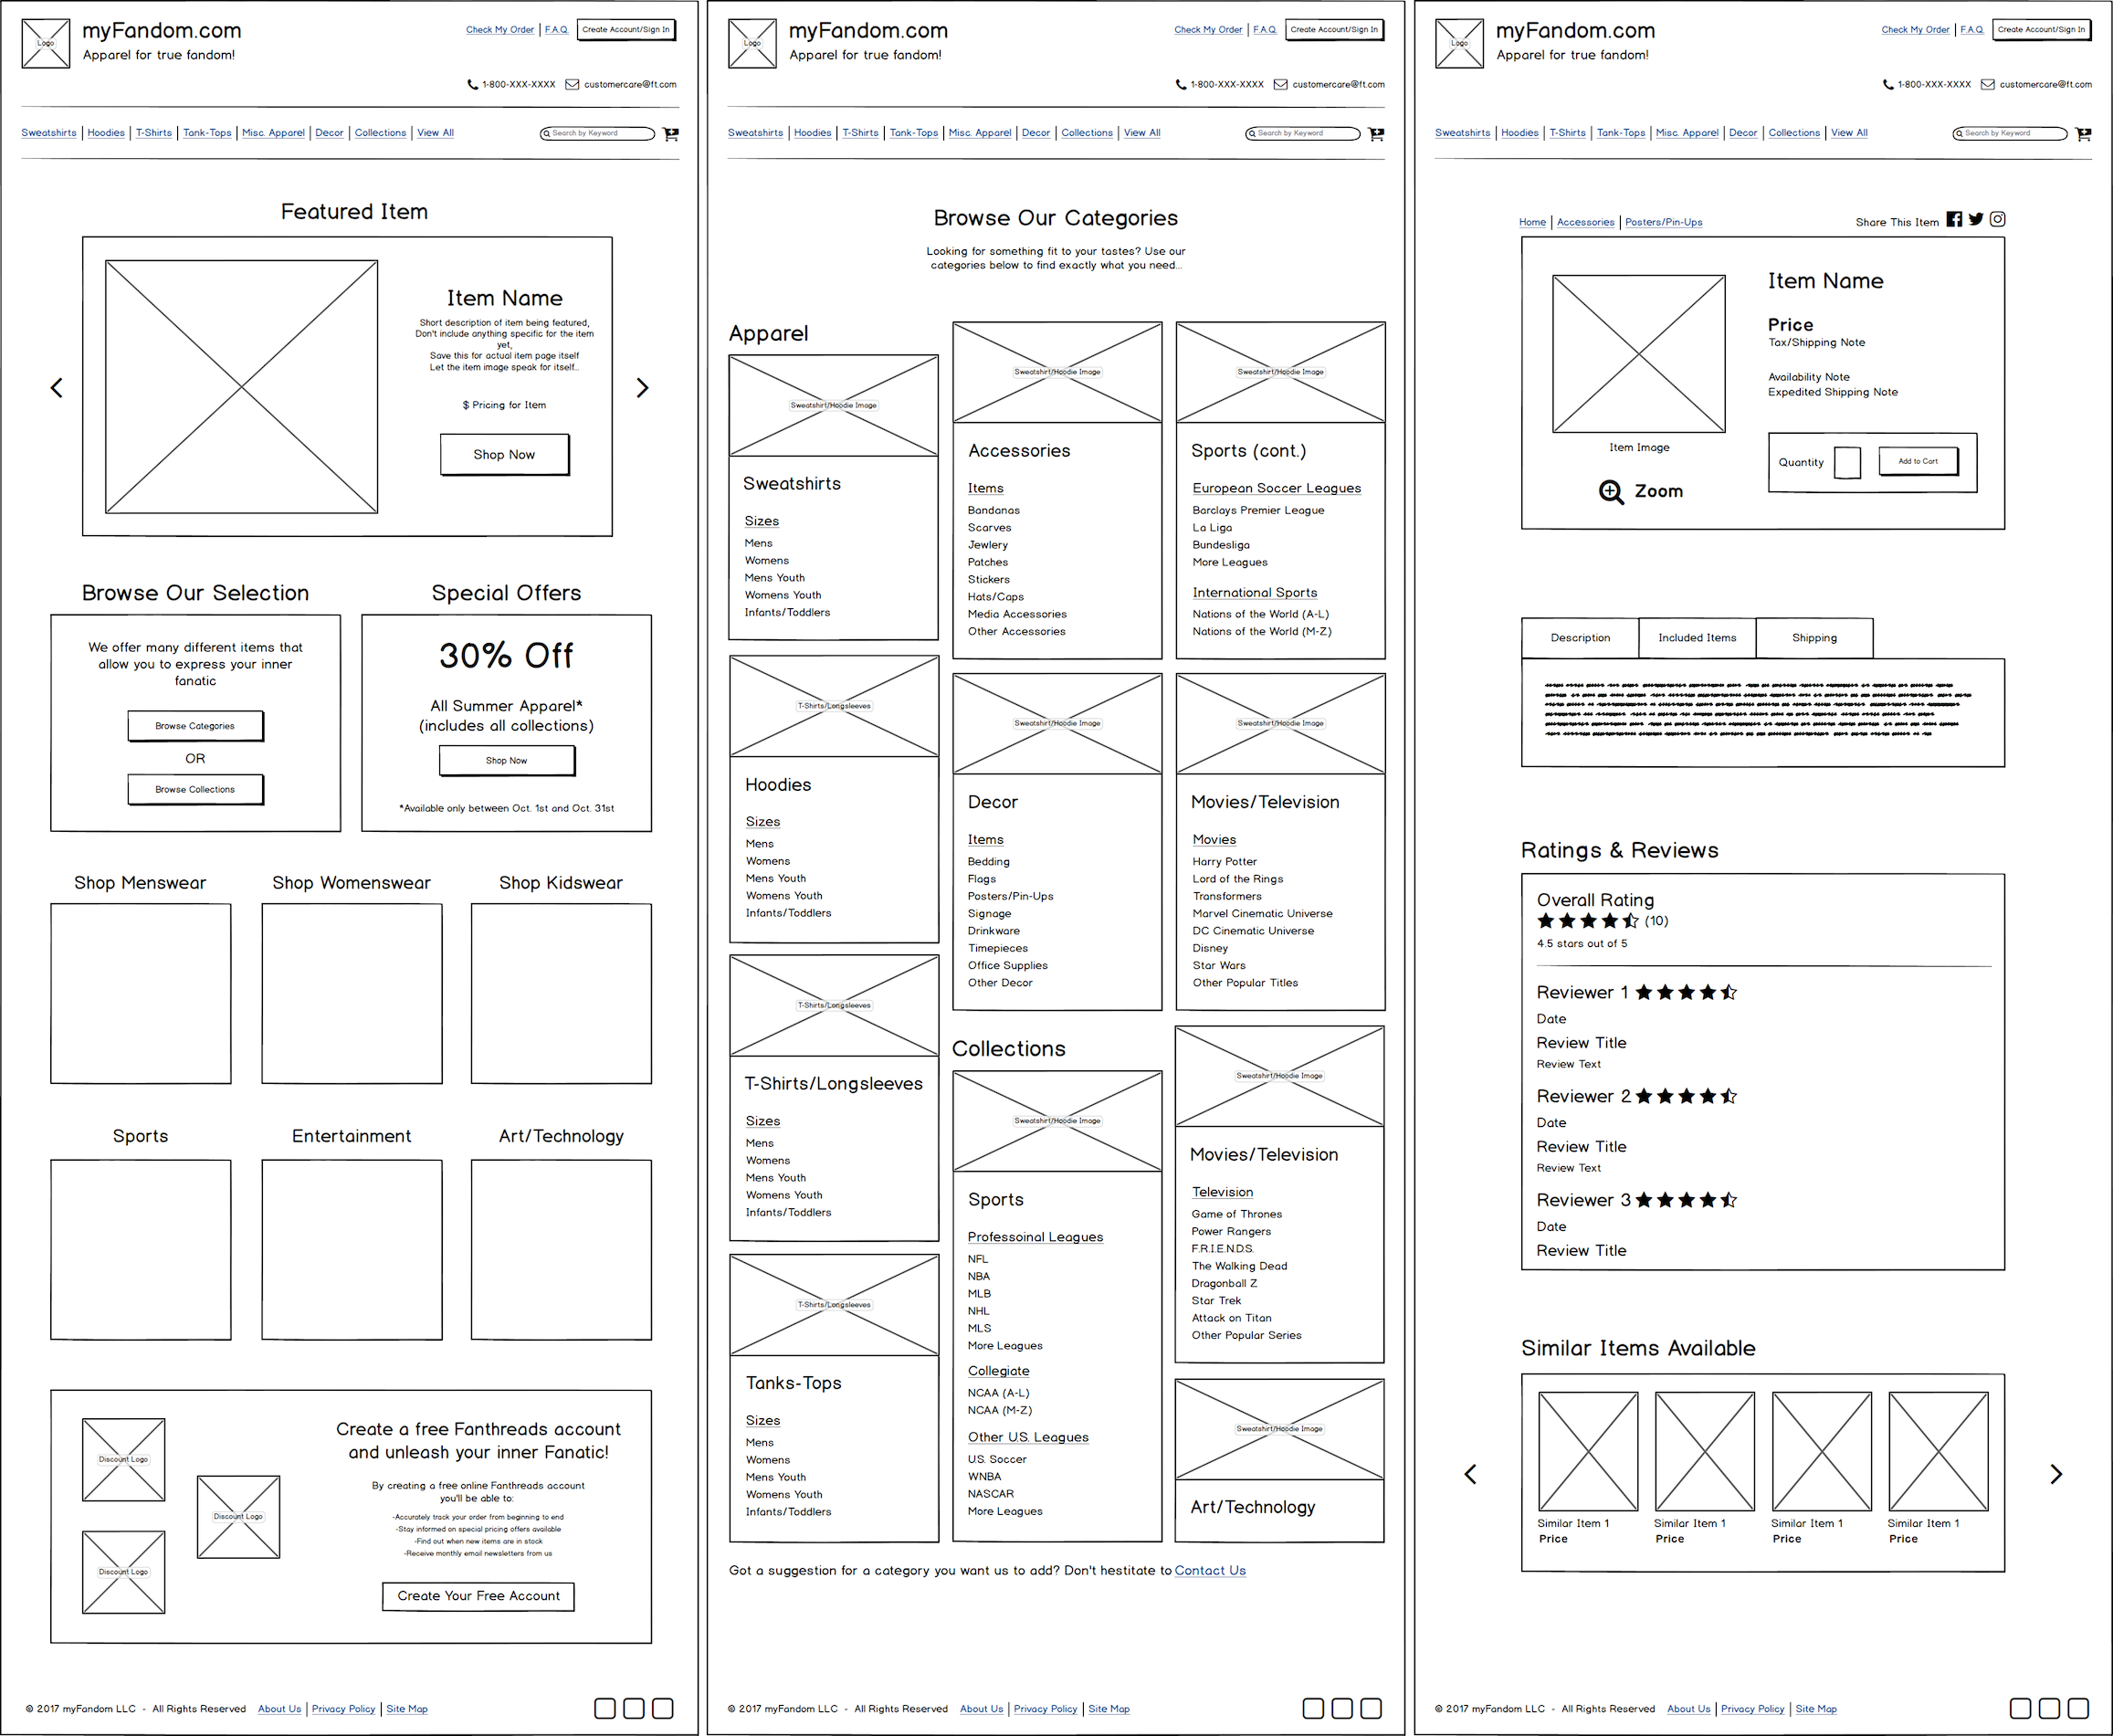 Logo
myFandom.com
Apparel for true fandom!
Check My Order
F.A.Q.
Create Account/Sign In
1-800-XXX-XXXX
customercare@ft.com
Sweatshirts
Hoodies
T-Shirts
Tank-Tops
Misc. Apparel
Decor
Collections
View All
Search by Keyword
Featured Item
Item Name
Short description of item being featured,
Don't include anything specific for the item
yet,
Save this for actual item page itself
Let the item image speak for itself...
$ Pricing for Item
Shop Now
Browse Our Selection
We offer many different items that
allow you to express your inner
fanatic
Browse Categories
OR
Browse Collections
Special Offers
30% Off
All Summer Apparel*
(includes all collections)
Shop Now
*Available only between Oct. 1st and Oct. 31st
Shop Menswear
Shop Womenswear
Shop Kidswear
Sports
Entertainment
Art/Technology
Discount Logo
Discount Logo
Discount Logo
Create a free Fanthreads account
and unleash your inner Fanatic!
By creating a free online Fanthreads account
you'll be able to:
-Accurately track your order from beginning to end
-Stay informed on special pricing offers available
-Find out when new items are in stock
-Receive monthly email newsletters from us
Create Your Free Account
© 2017 myFandom LLC - All Rights Reserved
About Us
Privacy Policy
Site Map
Logo
myFandom.com
Apparel for true fandom!
Check My Order
F.A.Q.
Create Account/Sign In
1-800-XXX-XXXX
customercare@ft.com
Sweatshirts
Hoodies
T-Shirts
Tank-Tops
Misc. Apparel
Decor
Collections
View All
Search by Keyword
Browse Our Categories
Looking for something fit to your tastes? Use our
categories below to find exactly what you need...
Apparel
Sweatshirt/Hoodie Image
Sweatshirts
Sizes
Mens
Womens
Mens Youth
Womens Youth
Infants/Toddlers
T-Shirts/Longsleeves
Hoodies
Sizes
Mens
Womens
Mens Youth
Womens Youth
Infants/Toddlers
T-Shirts/Longsleeves
T-Shirts/Longsleeves
Sizes
Mens
Womens
Mens Youth
Womens Youth
Infants/Toddlers
T-Shirts/Longsleeves
Tanks-Tops
Sizes
Mens
Womens
Mens Youth
Womens Youth
Infants/Toddlers
Sweatshirt/Hoodie Image
Accessories
Items
Bandanas
Scarves
Jewlery
Patches
Stickers
Hats/Caps
Media Accessories
Other Accessories
Sweatshirt/Hoodie Image
Decor
Items
Bedding
Flags
Posters/Pin-Ups
Signage
Drinkware
Timepieces
Office Supplies
Other Decor
Collections
Sweatshirt/Hoodie Image
Sports
Professoinal Leagues
NFL
NBA
MLB
NHL
MLS
More Leagues
Collegiate
NCAA (A-L)
NCAA (M-Z)
Other U.S. Leagues
U.S. Soccer
WNBA
NASCAR
More Leagues
Sweatshirt/Hoodie Image
Sports (cont.)
European Soccer Leagues
Barclays Premier League
La Liga
Bundesliga
More Leagues
International Sports
Nations of the World (A-L)
Nations of the World (M-Z)
Sweatshirt/Hoodie Image
Movies/Television
Movies
Harry Potter
Lord of the Rings
Transformers
Marvel Cinematic Universe
DC Cinematic Universe
Disney
Star Wars
Other Popular Titles
Sweatshirt/Hoodie Image
Movies/Television
Television
Game of Thrones
Power Rangers
F.R.I.E.N.D.S.
The Walking Dead
Dragonball Z
Star Trek
Attack on Titan
Other Popular Series
Sweatshirt/Hoodie Image
Art/Technology
Got a suggestion for a category you want us to add? Don't hestitate to Contact Us
© 2017 myFandom LLC - All Rights Reserved
About Us
Privacy Policy
Site Map
Logo
myFandom.com
Apparel for true fandom!
Check My Order
F.A.Q.
Create Account/Sign In
1-800-XXX-XXXX
customercare@ft.com
Sweatshirts
Hoodies
T-Shirts
Tank-Tops
Misc. Apparel
Decor
Collections
View All
Search by Keyword
Home
Accessories
Posters/Pin-Ups
Share This Item
Item Image
Zoom
Item Name
Price
Tax/Shipping Note
Availability Note
Expedited Shipping Note
Quantity
Add to Cart
Description
Included Items
Shipping
Ratings & Reviews
Overall Rating
(10)
4.5 stars out of 5
Reviewer 1
Date
Review Title
Review Text
Reviewer 2
Date
Review Title
Review Text
Reviewer 3
Date
Review Title
Similar Items Available
Similar Item 1
Price
Similar Item 1
Price
Similar Item 1
Price
Similar Item 1
Price
© 2017 myFandom LLC - All Rights Reserved
About Us
Privacy Policy
Site Map